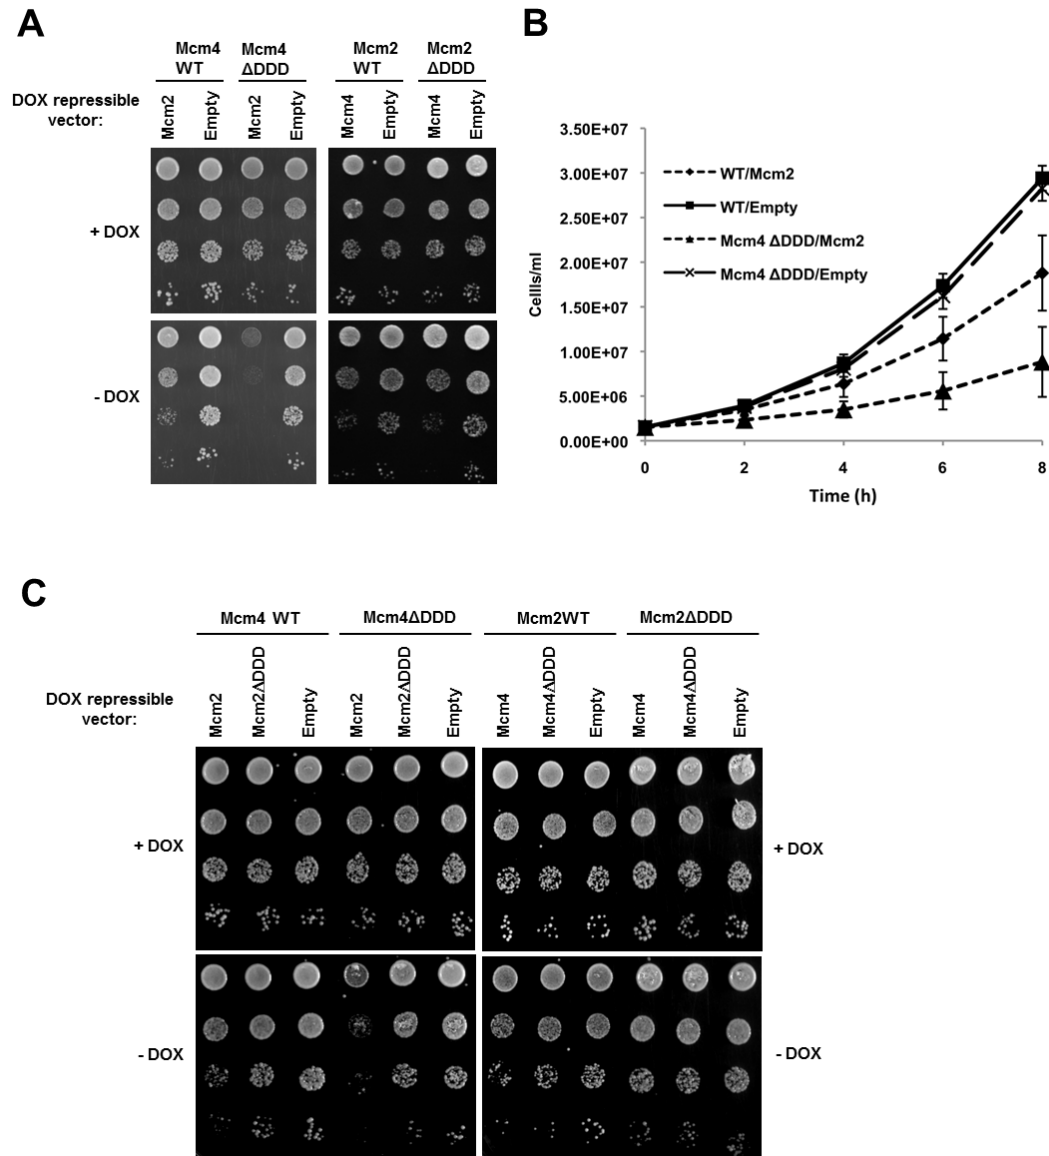 A
Mcm4 WT
Mcm4 ΔDDD
Mcm2 WT
Mcm2 ΔDDD
DOX repressible vector:
Mcm2
Empty
Mcm2
Empty
Mcm4
Empty
Mcm4
Empty
+ DOX
- DOX
B
3.50E+07
3.00E+07
2.50E+07
2.00E+07
1.50E+07
1.00E+07
5.00E+06
0.00E+00
Cellls/ml
WT/Mcm2
WT/Empty
Mcm4 ΔDDD/Mcm2
Mcm4 ΔDDD/Empty
0 2 4 6 8
Time (h)
C
Mcm4 WT
Mcm4ΔDDD
Mcm2WT
Mcm2ΔDDD
DOX repressible vector:
Mcm2
Mcm2ΔDDD
Empty
Mcm2
Mcm2ΔDDD
Empty
Mcm4
Mcm4ΔDDD
Empty
Mcm4
Mcm4ΔDDD
Empty
+ DOX
+ DOX
- DOX
- DOX